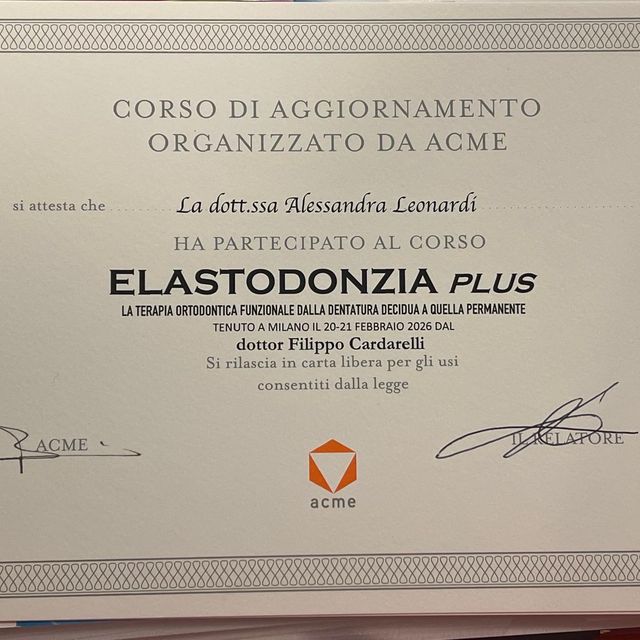 CORSO DI AGGIORNAMENTO
ORGANIZZATO DA ACME
si attesta che La dott.ssa Alessandra Leonardi
HA PARTECIPATO AL CORSO
ELASTODONZIA PLUS
LA TERAPIA ORTODONTICA FUNZIONALE DALLA DENTATURA DECIDUA A QUELLA PERMANENTE
TENUTO A MILANO IL 20-21 FEBBRAIO 2026 DAL
dottor Filippo Cardarelli
Si rilascia in carta libera per gli usi
consentiti dalla legge
ACME
IL RELATORE
acme